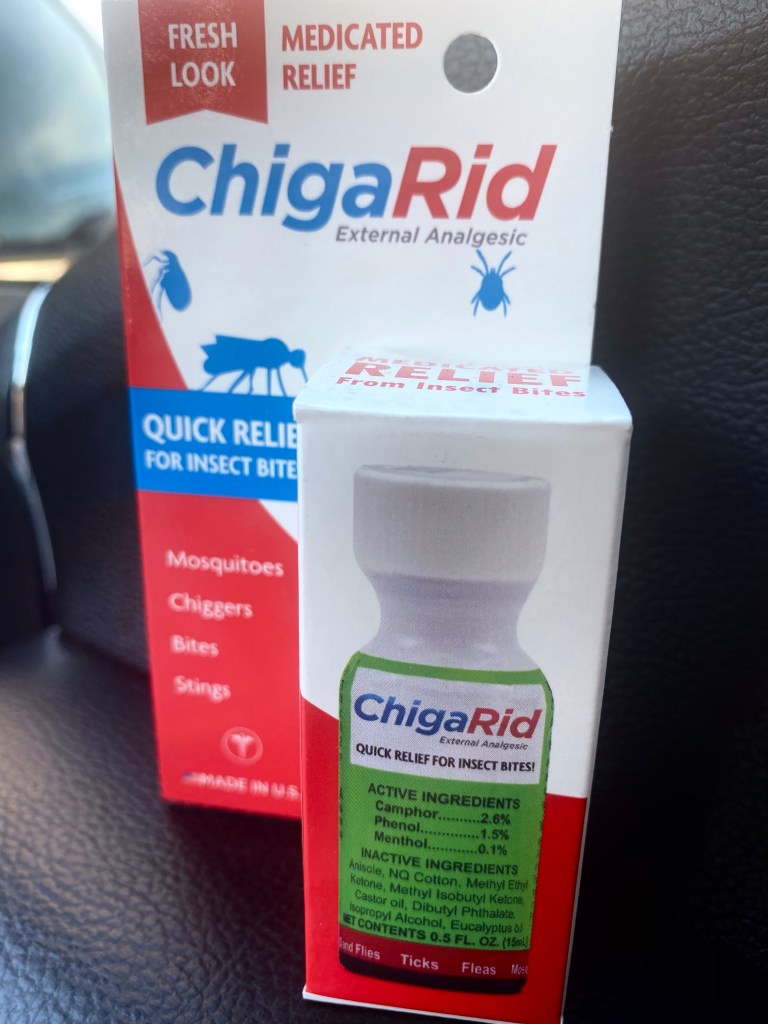 FRESH
LOOK
MEDICATED
RELIEF
ChigaRid
External Analgesic
QUICK RELIE
FOR INSECT BITE
Mosquitoes
Chiggers
Bites
Stings
MADE IN U.S.
MEDICATED
RELIEF
From Insect Bites
ChigaRid
External Analgesic
QUICK RELIEF FOR INSECT BITES!
ACTIVE INGREDIENTS
Camphor..........2.6%
Phenol.............1.5%
Menthol............0.1%
INACTIVE INGREDIENTS
Anisole, NQ Cotton, Methyl Ethyl
Ketone, Methyl Isobutyl Ketone,
Castor oil, Dibutyl Phthalate,
Isopropyl Alcohol, Eucalyptus oil
NET CONTENTS 0.5 FL. OZ. (15mL)
Flies Ticks Fleas Mos